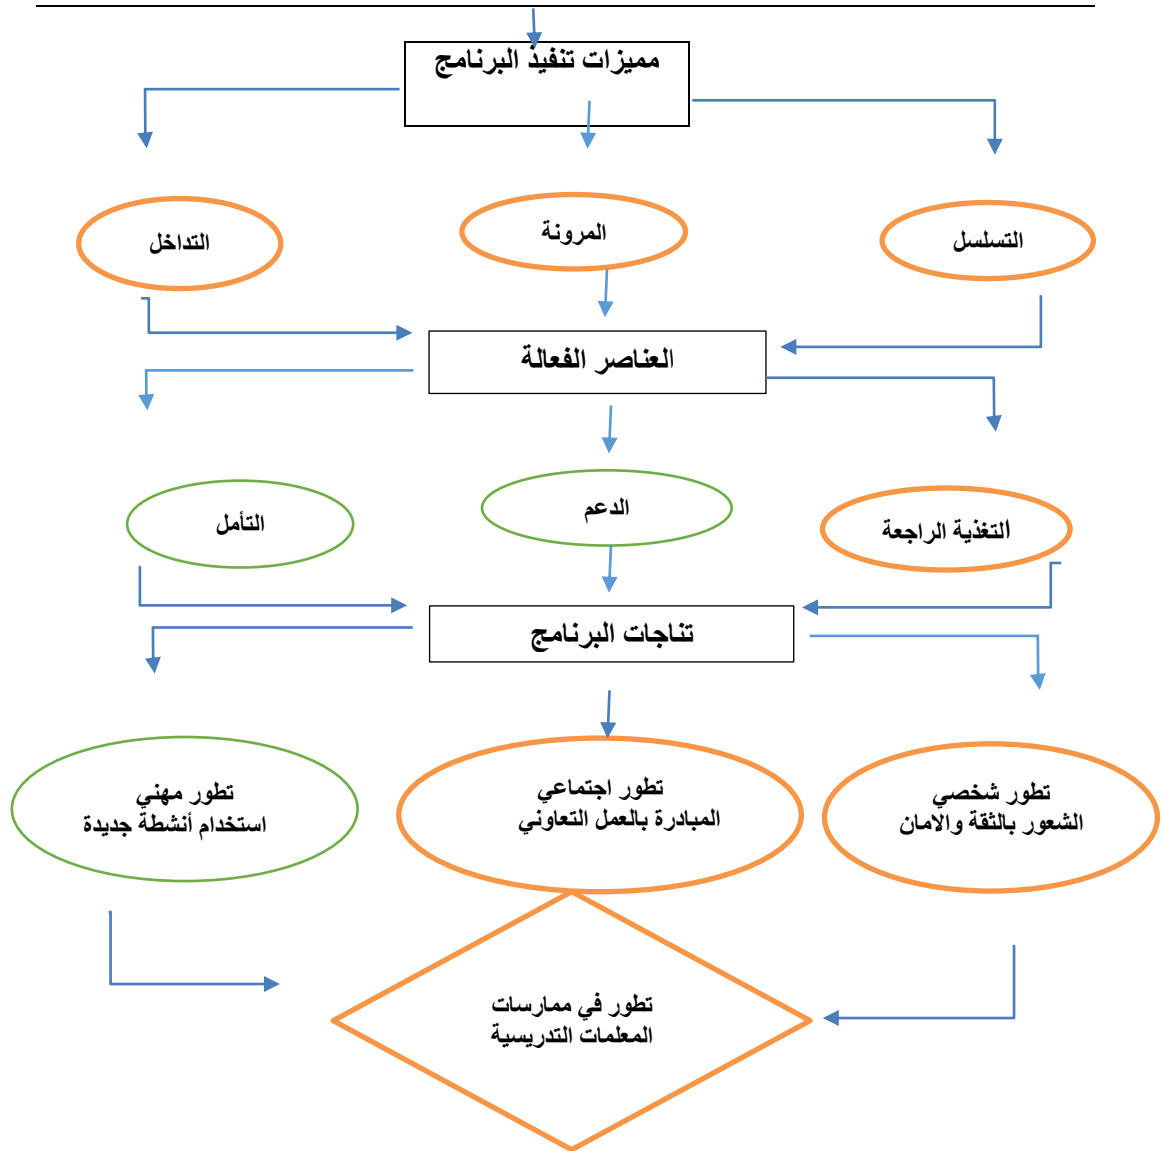 مميزات تنفيذ البرنامج
التسلسل
المرونة
التداخل
العناصر الفعالة
التغذية الراجعة
الدعم
التأمل
تناجات البرنامج
تطور شخصي
الشعور بالثقة والامان
تطور اجتماعي
المبادرة بالعمل التعاوني
تطور مهني
استخدام أنشطة جديدة
تطور في ممارسات
المعلمات التدريسية